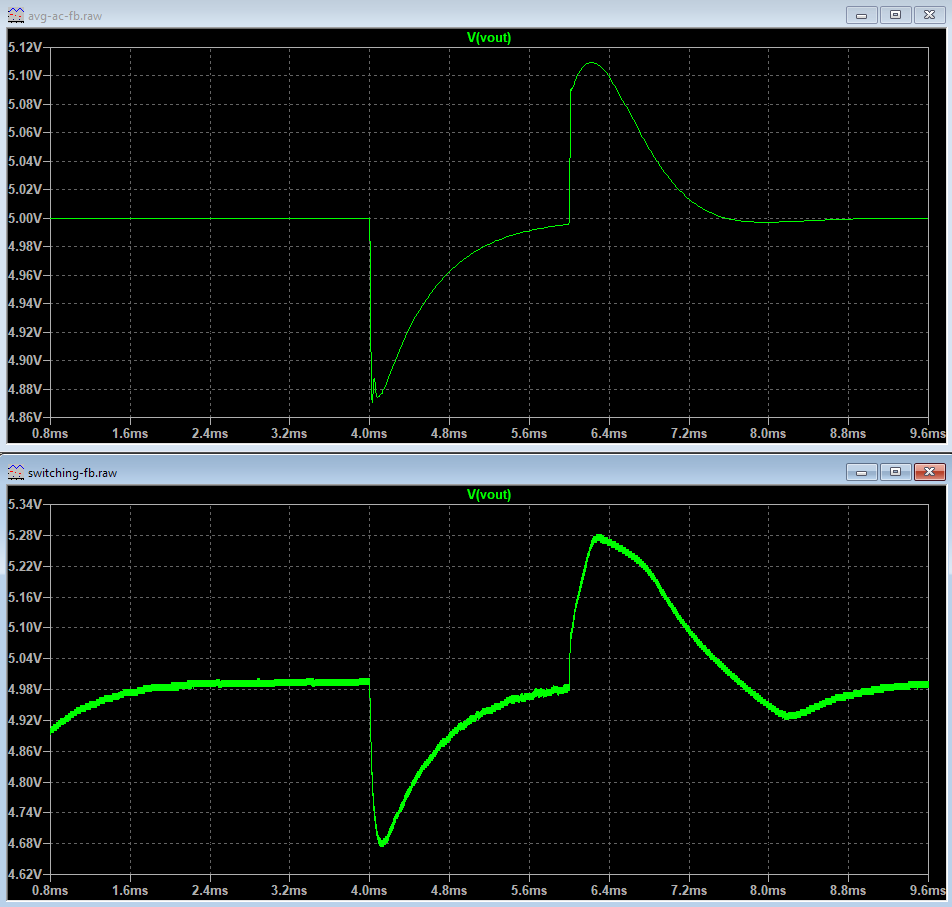 avg-ac-fb.raw
V(vout)
5.12V
5.10V
5.08V
5.06V
5.04V
5.02V
5.00V
4.98V
4.96V
4.94V
4.92V
4.90V
4.88V
4.86V
0.8ms 1.6ms 2.4ms 3.2ms 4.0ms 4.8ms 5.6ms 6.4ms 7.2ms 8.0ms 8.8ms 9.6ms
switching-fb.raw
V(vout)
5.34V
5.28V
5.22V
5.16V
5.10V
5.04V
4.98V
4.92V
4.86V
4.80V
4.74V
4.68V
4.62V
0.8ms 1.6ms 2.4ms 3.2ms 4.0ms 4.8ms 5.6ms 6.4ms 7.2ms 8.0ms 8.8ms 9.6ms